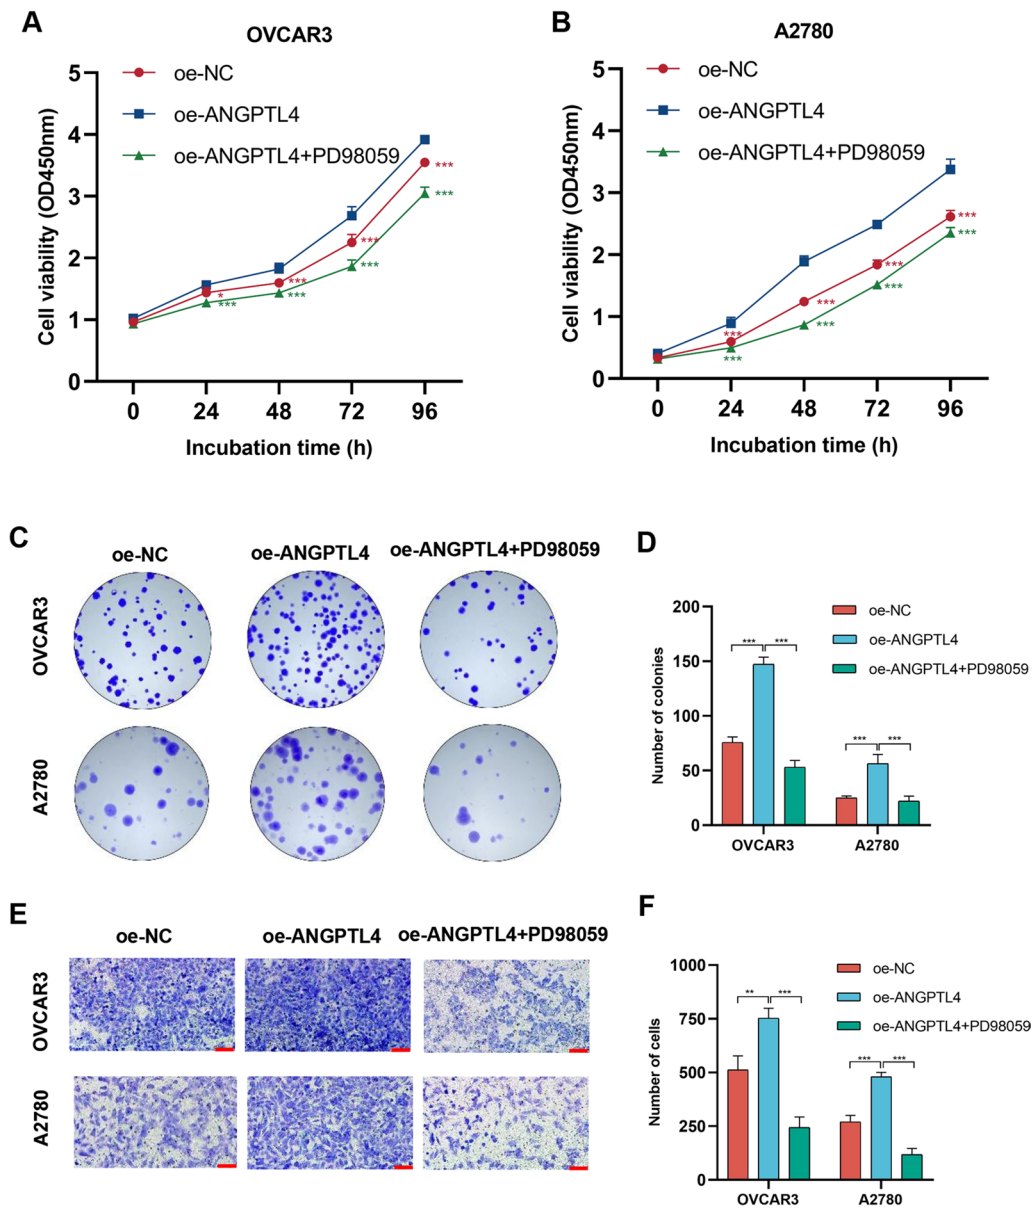 A
OVCAR3
oe-NC
oe-ANGPTL4
oe-ANGPTL4+PD98059
Cell viability (OD450nm)
5
4
3
2
1
0
***
***
***
***
***
***
*
***
0 24 48 72 96
Incubation time (h)
B
A2780
oe-NC
oe-ANGPTL4
oe-ANGPTL4+PD98059
Cell viability (OD450nm)
5
4
3
2
1
0
***
***
***
***
***
***
***
***
0 24 48 72 96
Incubation time (h)
C
oe-NC oe-ANGPTL4 oe-ANGPTL4+PD98059
OVCAR3
A2780
D
oe-NC
oe-ANGPTL4
oe-ANGPTL4+PD98059
Number of colonies
200
150
100
50
0
*** ***
*** ***
OVCAR3 A2780
E
oe-NC oe-ANGPTL4 oe-ANGPTL4+PD98059
OVCAR3
A2780
F
oe-NC
oe-ANGPTL4
oe-ANGPTL4+PD98059
Number of cells
1000
750
500
250
0
** ***
*** ***
OVCAR3 A2780